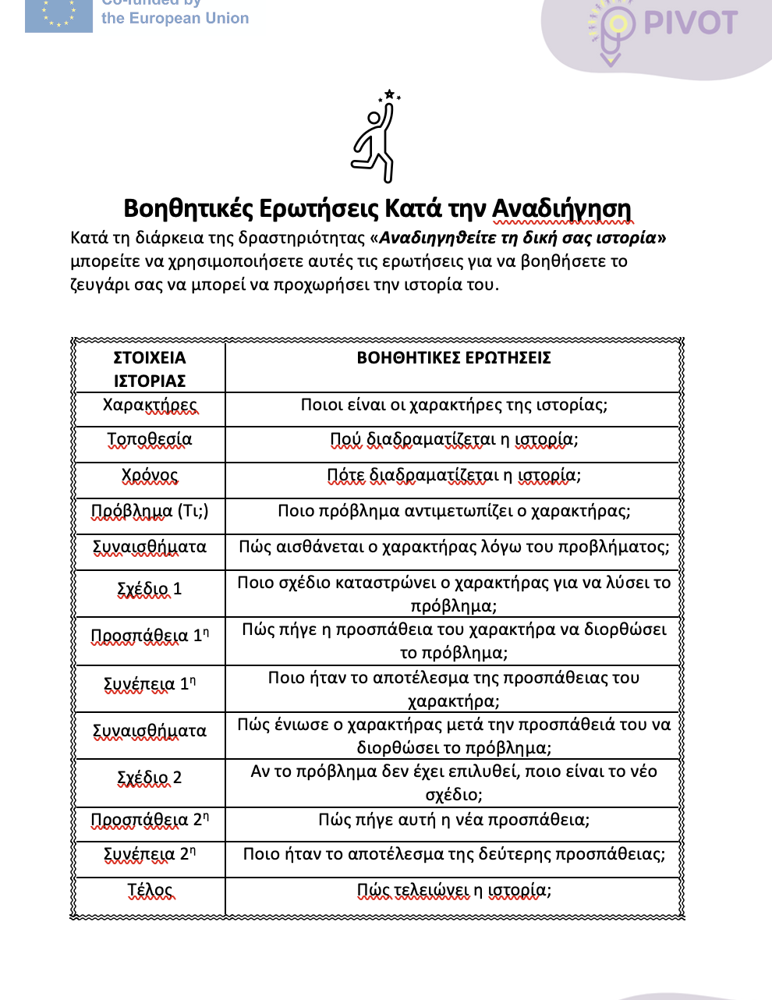 Co-funded by
the European Union
PIVOT
Βοηθητικές Ερωτήσεις Κατά την Αναδιήγηση
Κατά τη διάρκεια της δραστηριότητας «Αναδιηγηθείτε τη δική σας ιστορία»
μπορείτε να χρησιμοποιήσετε αυτές τις ερωτήσεις για να βοηθήσετε το
ζευγάρι σας να μπορεί να προχωρήσει την ιστορία του.
ΣΤΟΙΧΕΙΑ
ΙΣΤΟΡΙΑΣ
ΒΟΗΘΗΤΙΚΕΣ ΕΡΩΤΗΣΕΙΣ
Χαρακτήρες
Ποιοι είναι οι χαρακτήρες της ιστορίας;
Τοποθεσία
Πού διαδραματίζεται η ιστορία;
Χρόνος
Πότε διαδραματίζεται η ιστορία;
Πρόβλημα (Τι;)
Ποιο πρόβλημα αντιμετωπίζει ο χαρακτήρας;
Συναισθήματα
Πώς αισθάνεται ο χαρακτήρας λόγω του προβλήματος;
Σχέδιο 1
Ποιο σχέδιο καταστρώνει ο χαρακτήρας για να λύσει το
πρόβλημα;
Προσπάθεια 1η
Πώς πήγε η προσπάθεια του χαρακτήρα να διορθώσει
το πρόβλημα;
Συνέπεια 1η
Ποιο ήταν το αποτέλεσμα της προσπάθειας του
χαρακτήρα;
Συναισθήματα
Πώς ένιωσε ο χαρακτήρας μετά την προσπάθειά του να
διορθώσει το πρόβλημα;
Σχέδιο 2
Αν το πρόβλημα δεν έχει επιλυθεί, ποιο είναι το νέο
σχέδιο;
Προσπάθεια 2η
Πώς πήγε αυτή η νέα προσπάθεια;
Συνέπεια 2η
Ποιο ήταν το αποτέλεσμα της δεύτερης προσπάθειας;
Τέλος
Πώς τελειώνει η ιστορία;